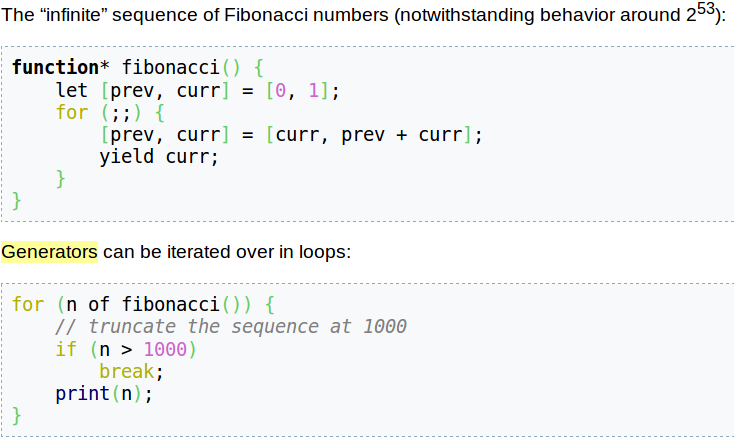 The “infinite” sequence of Fibonacci numbers (notwithstanding behavior around 2^53):
function* fibonacci() {
    let [prev, curr] = [0, 1];
    for (;;) {
        [prev, curr] = [curr, prev + curr];
        yield curr;
    }
}
Generators can be iterated over in loops:
for (n of fibonacci()) {
    // truncate the sequence at 1000
    if (n > 1000)
        break;
    print(n);
}